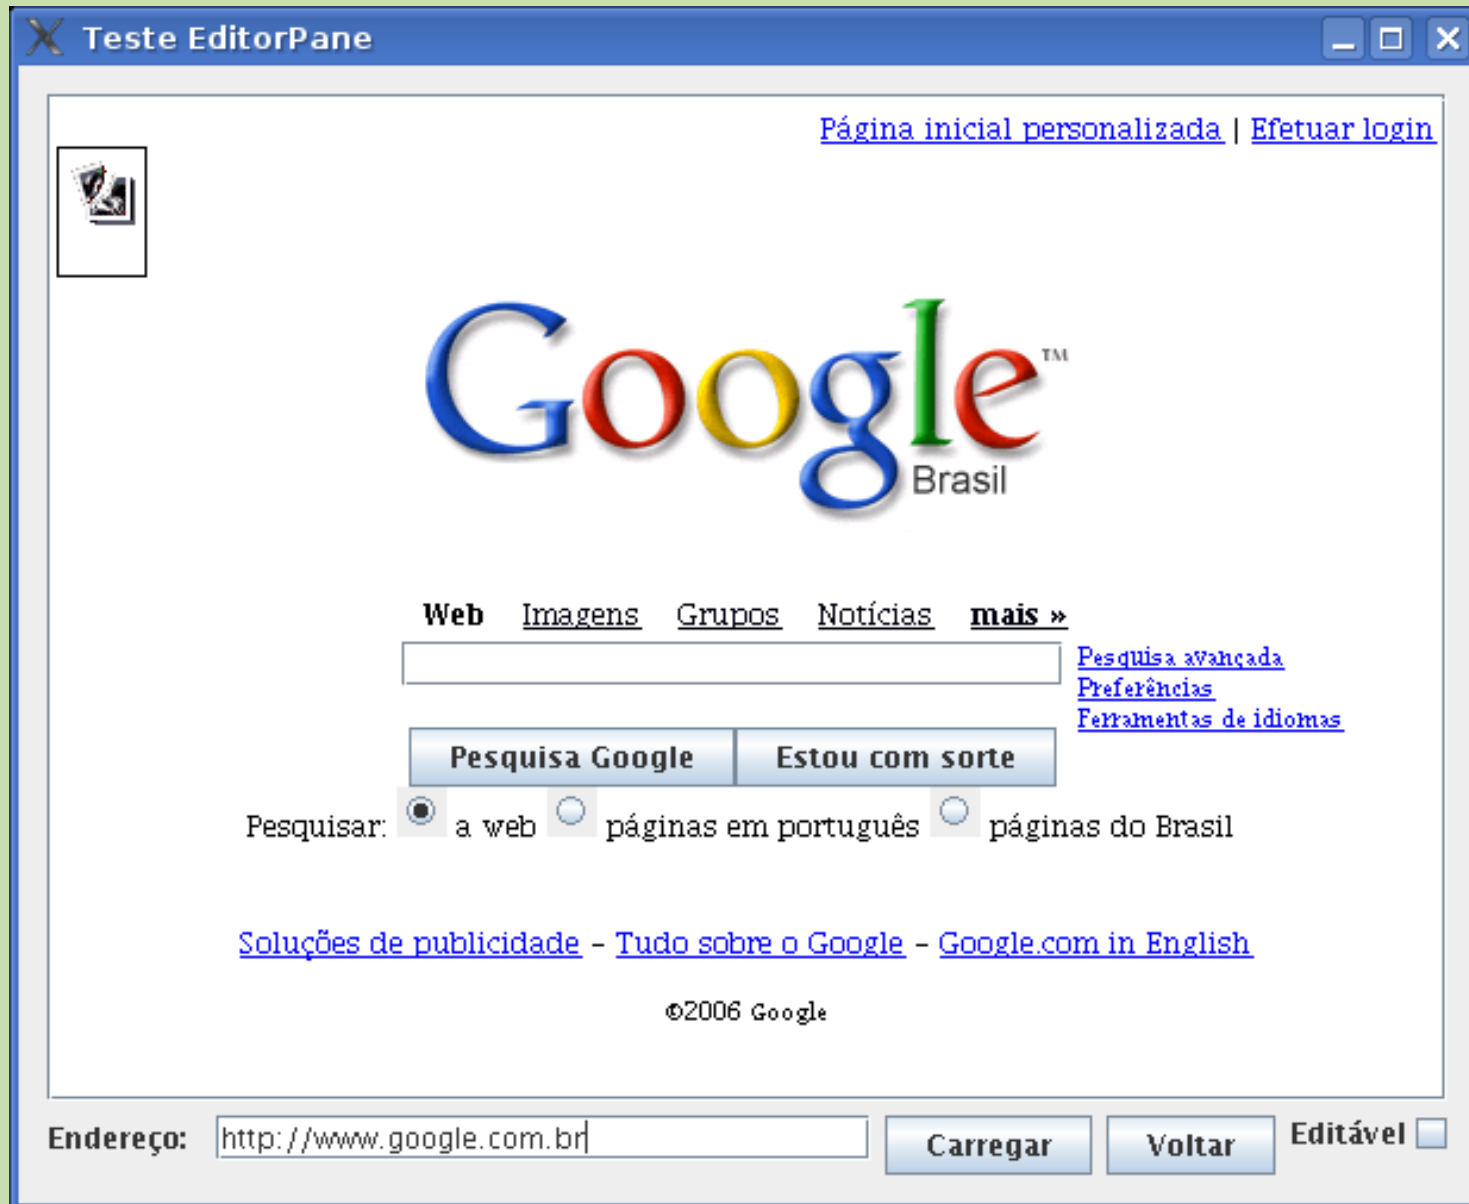 Teste EditorPane
Página inicial personalizada | Efetuar login
Google™
Brasil
Web Imagens Grupos Notícias mais »
Pesquisa avançada
Preferências
Ferramentas de idiomas
Pesquisa Google Estou com sorte
Pesquisar: a web páginas em português páginas do Brasil
Soluções de publicidade - Tudo sobre o Google - Google.com in English
©2006 Google
Endereço: http://www.google.com.br Carregar Voltar Editável